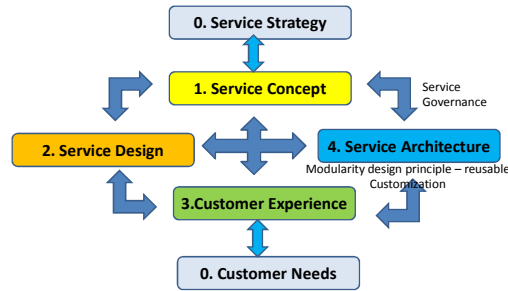 0. Service Strategy
1. Service Concept
Service
Governance
2. Service Design
4. Service Architecture
Modularity design principle – reusable
Customization
3.Customer Experience
0. Customer Needs